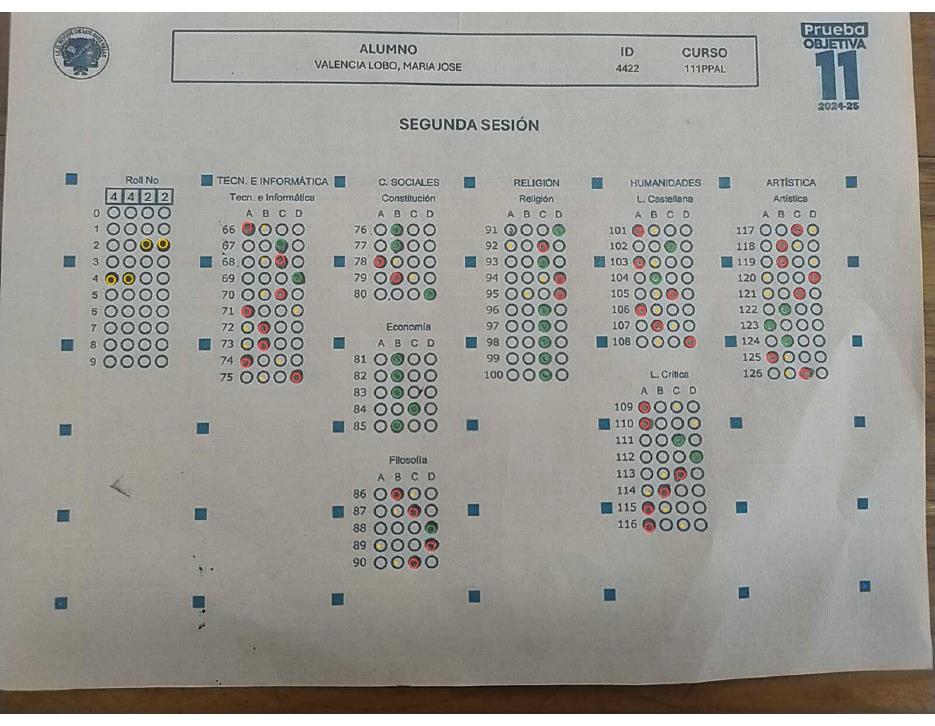 Prueba
OBJETIVA
11
2024-25
ALUMNO ID CURSO
VALENCIA LOBO, MARIA JOSE 4422 111PPAL
SEGUNDA SESIÓN
Roll No
4 4 2 2
0
1
2
3
4
5
6
7
8
9
TECN. E INFORMÁTICA
Tecn. e Informática
A B C D
66
67
68
69
70
71
72
73
74
75
C. SOCIALES
Constitución
A B C D
76
77
78
79
80
Economía
A B C D
81
82
83
84
85
Filosofía
A B C D
86
87
88
89
90
RELIGIÓN
Religión
A B C D
91
92
93
94
95
96
97
98
99
100
HUMANIDADES
L. Castellana
A B C D
101
102
103
104
105
106
107
108
L. Crítica
A B C D
109
110
111
112
113
114
115
116
ARTÍSTICA
Artística
A B C D
117
118
119
120
121
122
123
124
125
126